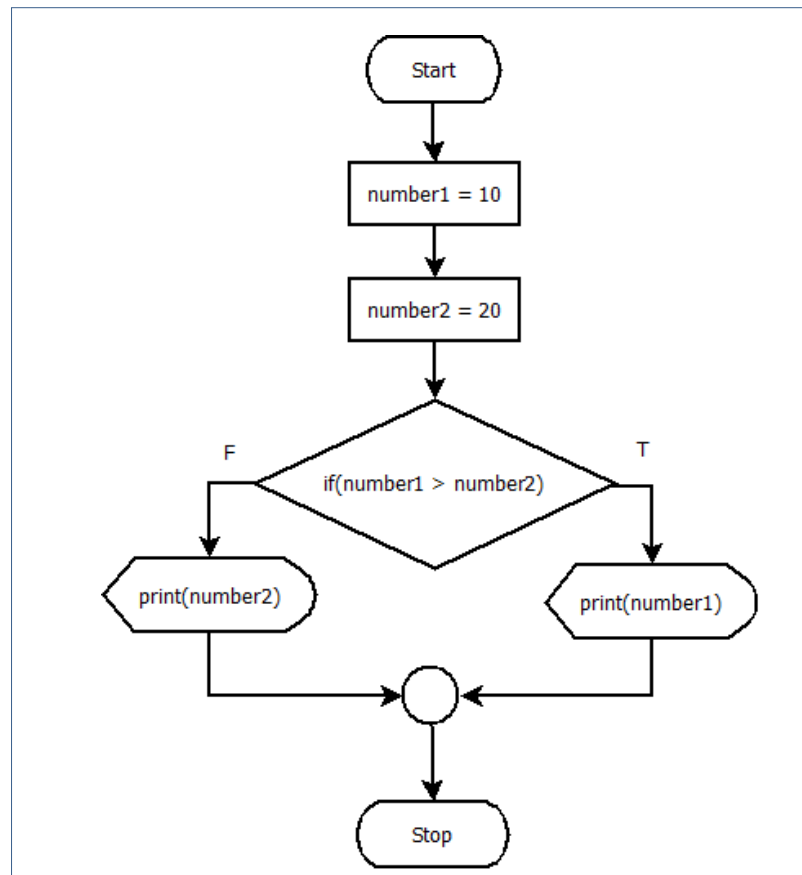 Start
number1 = 10
number2 = 20
F
T
if(number1 > number2)
print(number2)
print(number1)
Stop